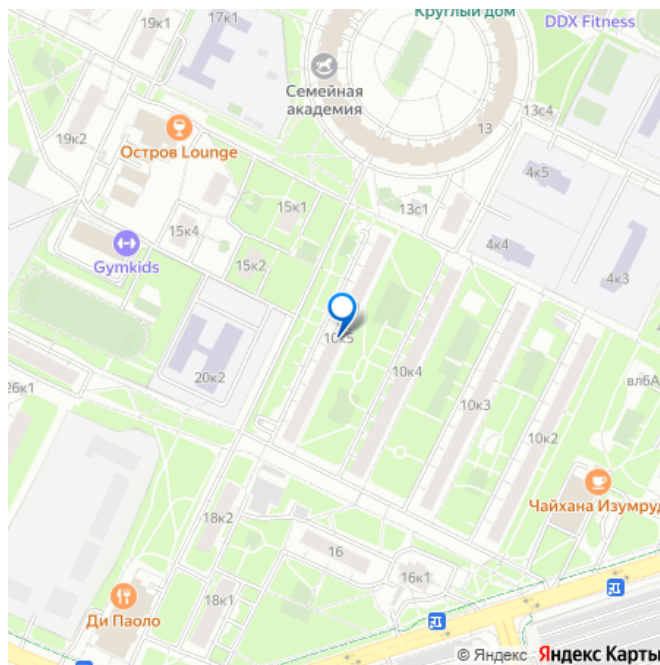 Круглый дом
DDX Fitness
17к1
19к1
Семейная
академия
13с4
13
19к2
Остров Lounge
4к5
15к1
13с1
15к4
4к4
Gymkids
15к2
4к3
10к5
10к4
20к2
26к1
вл6А
10к3
10к2
Чайхана Изумруд
18к2
16
16к1
18к1
Ди Паоло
© Яндекс Яндекс Карты